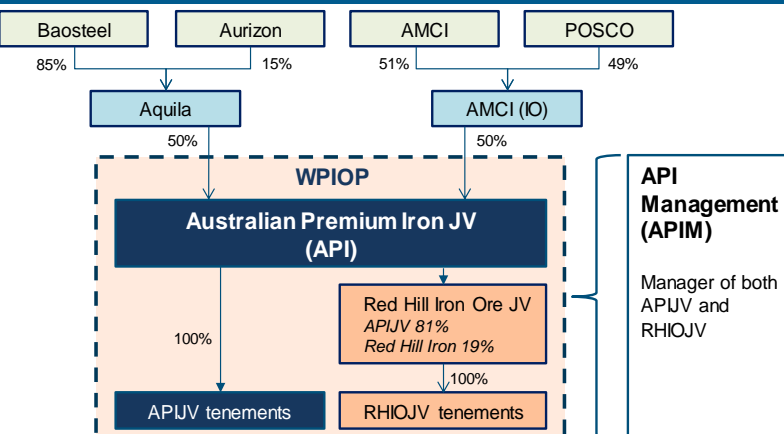 Baosteel
Aurizon
AMCI
POSCO
85%
15%
51%
49%
Aquila
AMCI (IO)
50%
50%
WPIOP
Australian Premium Iron JV
(API)
Red Hill Iron Ore JV
APIJV 81%
Red Hill Iron 19%
100%
100%
APIJV tenements
RHIOJV tenements
API
Management
(APIM)
Manager of both
APIJV and
RHIOJV